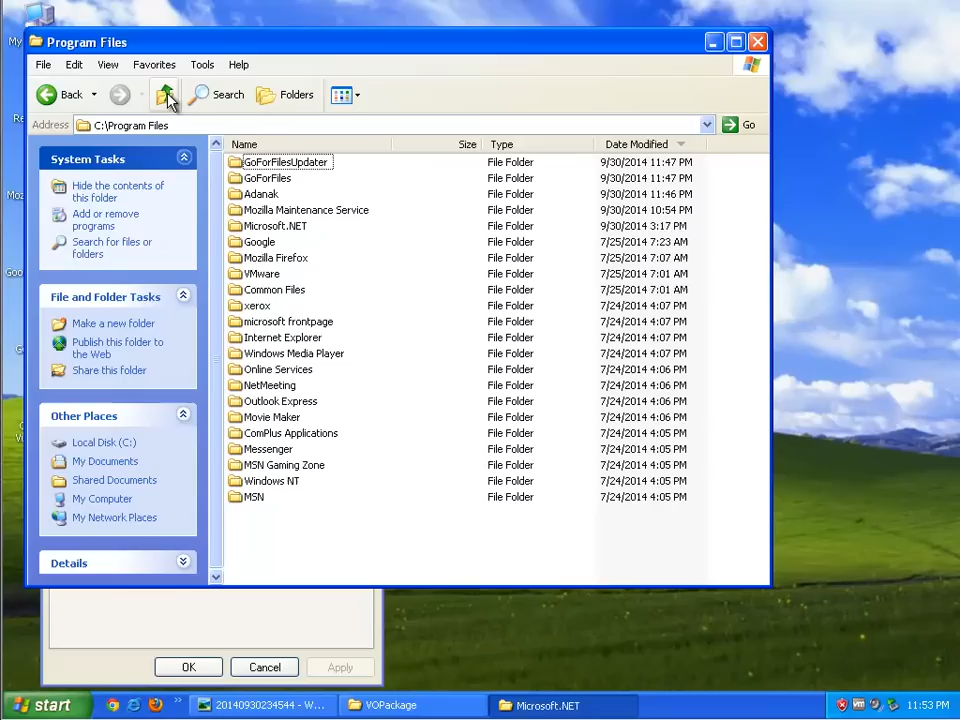 My
Program Files
File Edit View Favorites Tools Help
Back Search Folders
Address C:\Program Files Go
System Tasks
Hide the contents of
this folder
Add or remove
programs
Search for files or
folders
File and Folder Tasks
Make a new folder
Publish this folder to
the Web
Share this folder
Other Places
Local Disk (C:)
My Documents
Shared Documents
My Computer
My Network Places
Details
Name Size Type Date Modified
GoForFilesUpdater File Folder 9/30/2014 11:47 PM
GoForFiles File Folder 9/30/2014 11:47 PM
Adanak File Folder 9/30/2014 11:46 PM
Mozilla Maintenance Service File Folder 9/30/2014 10:54 PM
Microsoft.NET File Folder 9/30/2014 3:17 PM
Google File Folder 7/25/2014 7:23 AM
Mozilla Firefox File Folder 7/25/2014 7:07 AM
VMware File Folder 7/25/2014 7:01 AM
Common Files File Folder 7/25/2014 7:01 AM
xerox File Folder 7/24/2014 4:07 PM
microsoft frontpage File Folder 7/24/2014 4:07 PM
Internet Explorer File Folder 7/24/2014 4:07 PM
Windows Media Player File Folder 7/24/2014 4:07 PM
Online Services File Folder 7/24/2014 4:06 PM
NetMeeting File Folder 7/24/2014 4:06 PM
Outlook Express File Folder 7/24/2014 4:06 PM
Movie Maker File Folder 7/24/2014 4:06 PM
ComPlus Applications File Folder 7/24/2014 4:05 PM
Messenger File Folder 7/24/2014 4:05 PM
MSN Gaming Zone File Folder 7/24/2014 4:05 PM
Windows NT File Folder 7/24/2014 4:05 PM
MSN File Folder 7/24/2014 4:05 PM
Re
Moz
Goo
OK Cancel Apply
start 20140930234544 - W... VOPackage Microsoft.NET 11:53 PM